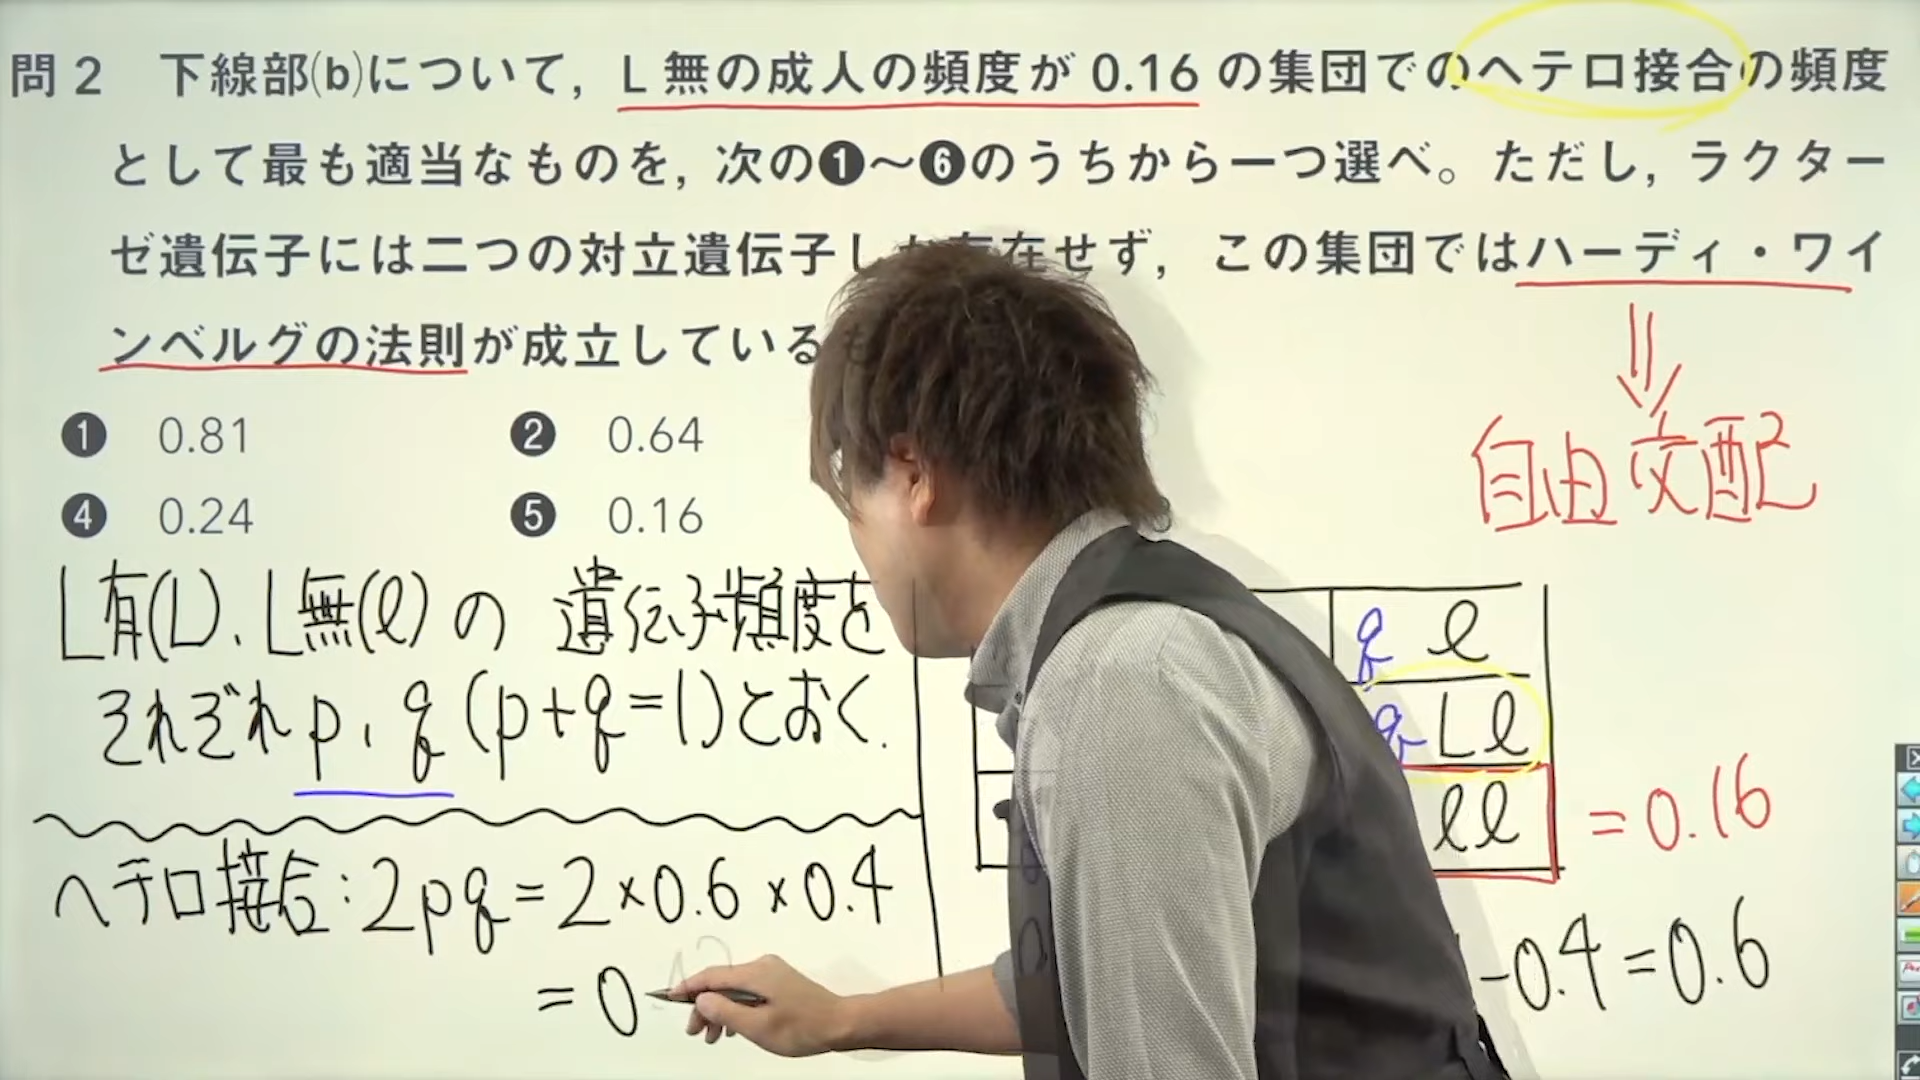 問2 下線部(b)について, L無の成人の頻度が0.16の集団でのヘテロ接合の頻度
として最も適当なものを, 次の❶～❻のうちから一つ選べ。ただし, ラクター
ゼ遺伝子には二つの対立遺伝子し 在せず, この集団ではハーディ・ワイ
ンベルグの法則が成立している
❶ 0.81 ❷ 0.64
❹ 0.24 ❺ 0.16
自由交配
L有(L), L無(l)の 遺伝子頻度を
それぞれ p, q (p+q=1)とおく.
q l
q Ll
ll = 0.16
ヘテロ接合: 2pq = 2×0.6×0.4
= 0
-0.4=0.6